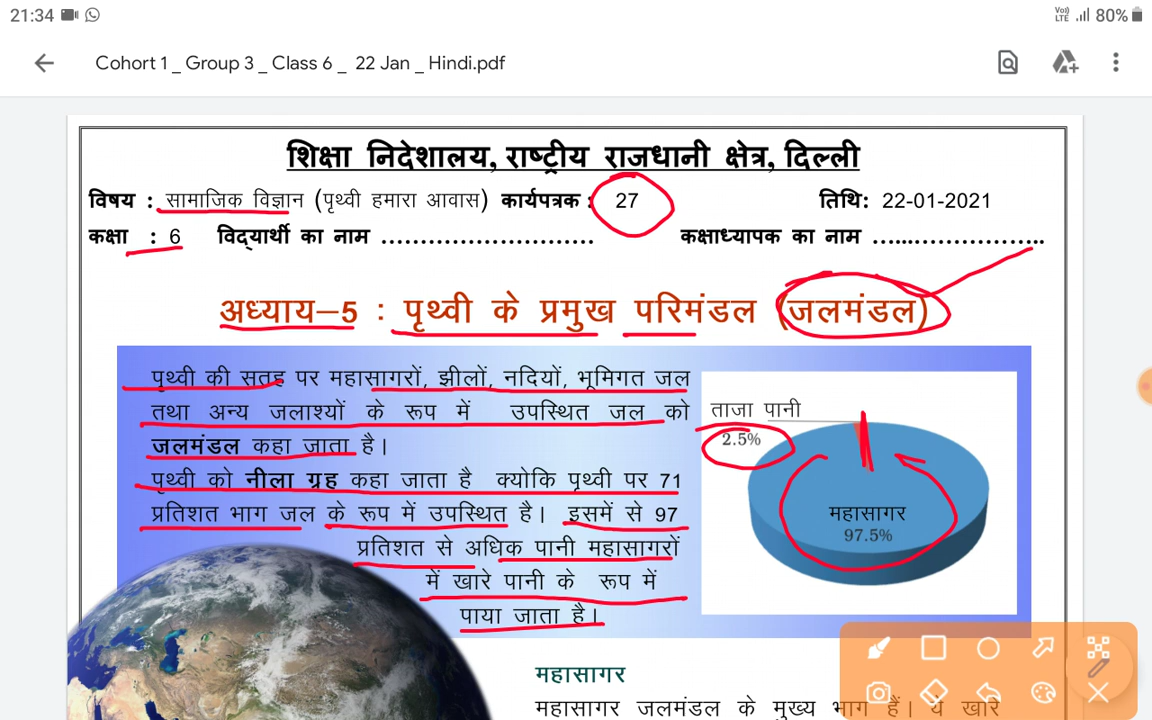 21:34 Vo) LTE 80%
Cohort 1 _ Group 3 _ Class 6 _ 22 Jan _ Hindi.pdf
शिक्षा निदेशालय, राष्ट्रीय राजधानी क्षेत्र, दिल्ली
विषय : सामाजिक विज्ञान (पृथ्वी हमारा आवास) कार्यपत्रक : 27 तिथि: 22-01-2021
कक्षा : 6 विद्यार्थी का नाम ............................ कक्षाध्यापक का नाम ........................
अध्याय–5 : पृथ्वी के प्रमुख परिमंडल (जलमंडल)
पृथ्वी की सतह पर महासागरों, झीलों, नदियों, भूमिगत जल
तथा अन्य जलाश्यों के रूप में उपस्थित जल को
जलमंडल कहा जाता है।
पृथ्वी को नीला ग्रह कहा जाता है क्योकि पृथ्वी पर 71
प्रतिशत भाग जल के रूप में उपस्थित है। इसमें से 97
प्रतिशत से अधिक पानी महासागरों
में खारे पानी के रूप में
पाया जाता है।
ताजा पानी
2.5%
महासागर
97.5%
महासागर
महासागर जलमंडल के मुख्य भाग हैं। ये खारे